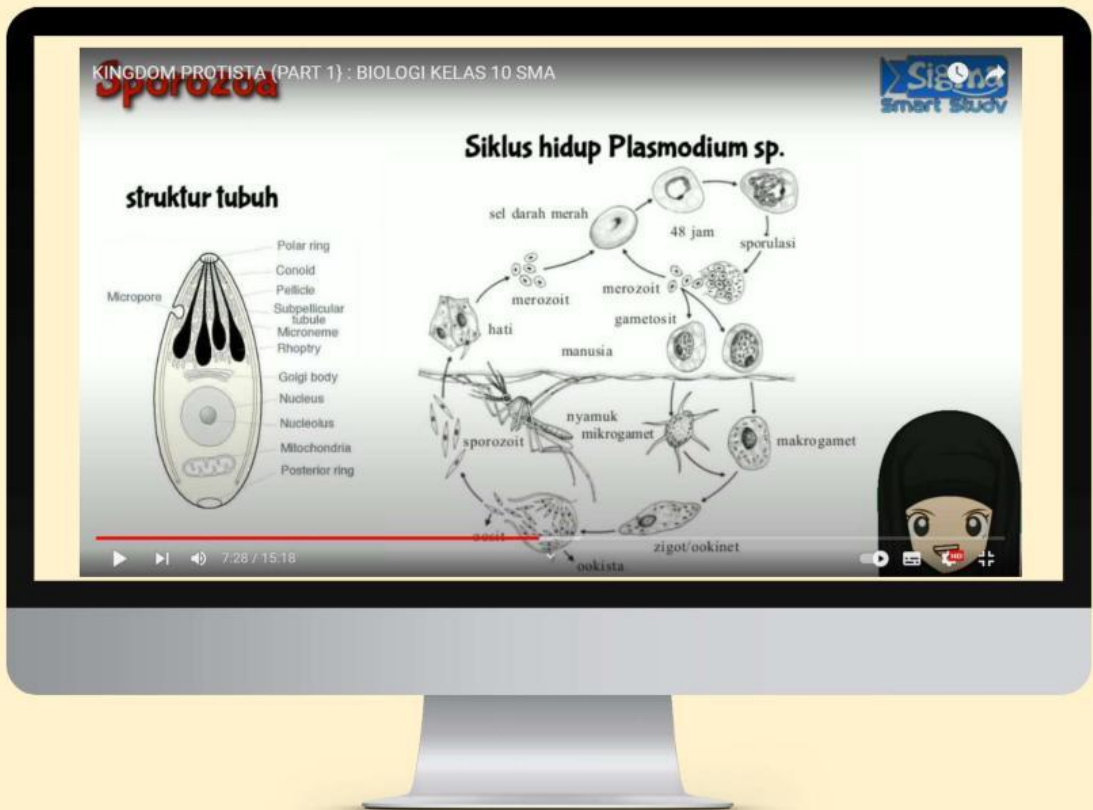 KINGDOM PROTISTA (PART 1) : BIOLOGI KELAS 10 SMA
Sporozoa
Sigma
Smart Study
struktur tubuh
Polar ring
Conoid
Pellicle
Micropore
Subpellicular
tubule
Microneme
Rhoptry
Golgi body
Nucleus
Nucleolus
Mitochondria
Posterior ring
Siklus hidup Plasmodium sp.
sel darah merah
48 jam
sporulasi
merozoit
merozoit
gametosit
hati
manusia
nyamuk
mikrogamet
makrogamet
sporozoit
oosit
zigot/ookinet
ookista
7:28 / 15:18
HD